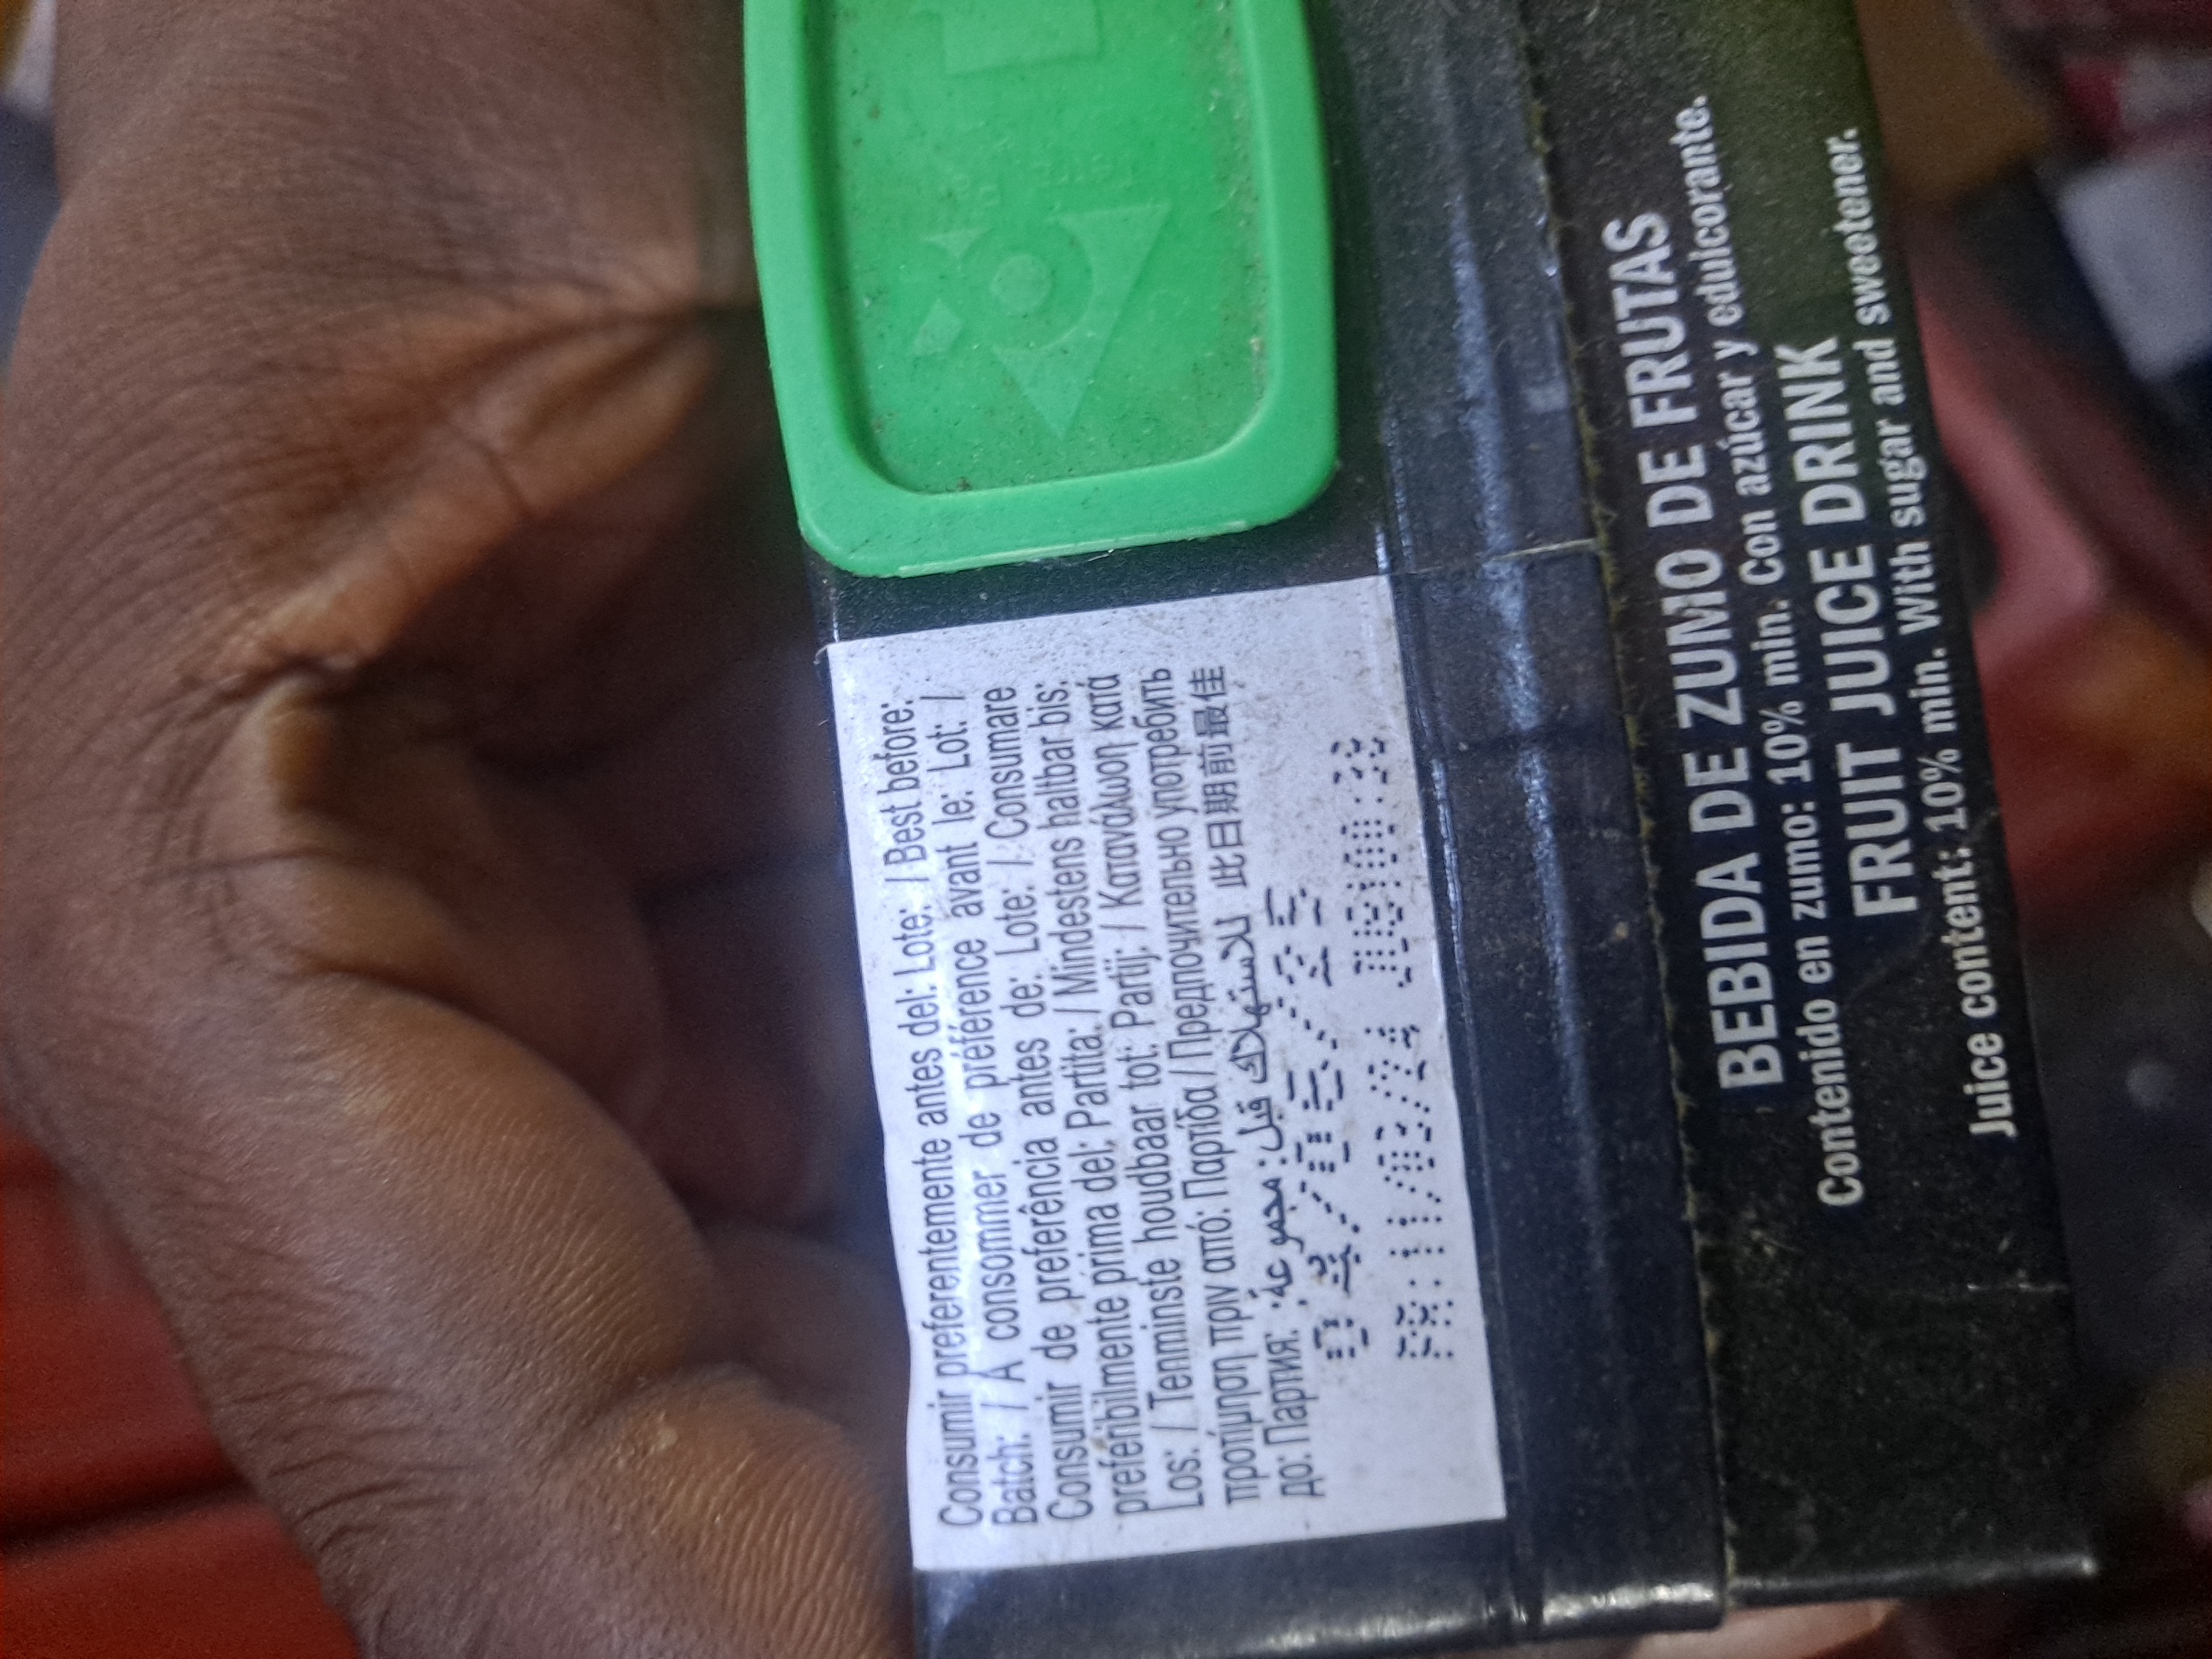 Consumir preferentemente antes del: Lote: / Best before:
Batch: / À consommer de préférence avant le: Lot: /
Consumir de preferência antes de: Lote: / Consumare
preferibilmente prima del: Partita: / Mindestens haltbar bis:
Los: / Tenminste houdbaar tot: Partij: / Κατανάλωση κατά
προτίμηση πριν από: Παρτίδα / Предпочтительно употребить
до: Партия: للاستهلاك قبل: مجموعة: 此日期前最佳
BEBIDA DE ZUMO DE FRUTAS
Contenido en zumo: 10% min. Con azúcar y edulcorante.
FRUIT JUICE DRINK
Juice content: 10% min. With sugar and sweetener.